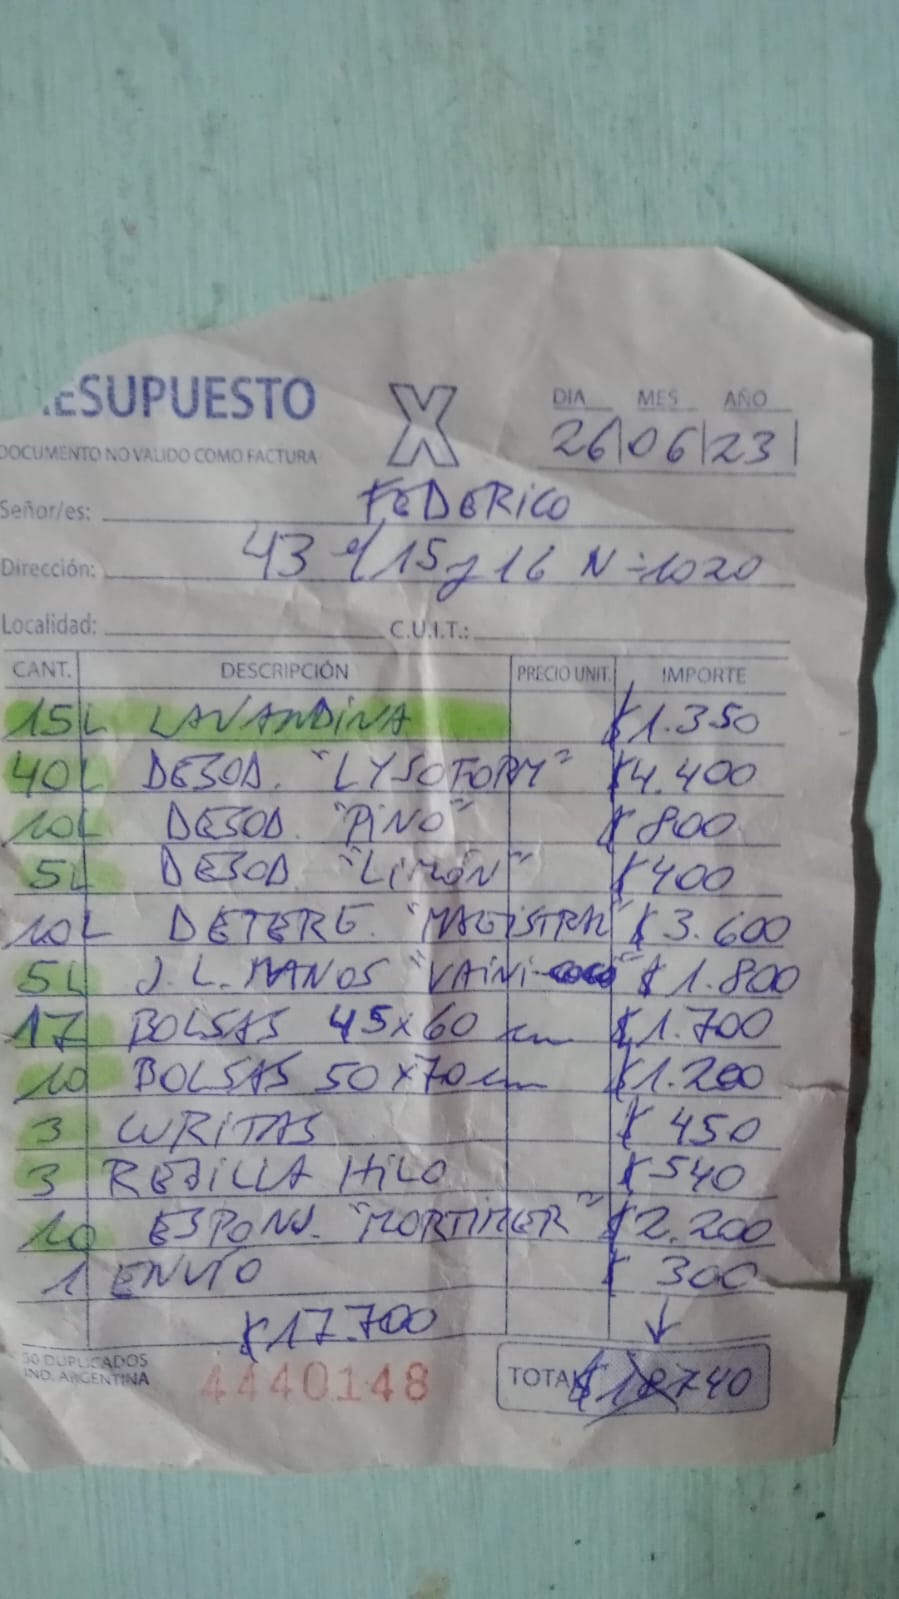 ESUPUESTO X DIA MES AÑO
DOCUMENTO NO VALIDO COMO FACTURA 26/06/23
Señor/es: FEDERICO
Dirección: 43 e/15 y 16 N=1020
Localidad: C.U.I.T.:
CANT. DESCRIPCIÓN PRECIO UNIT. IMPORTE
15L LAVANDINA $1.350
40L DESOD. "LYSOFORM" $4.400
10L DESOD. "PINO" $800
5L DESOD "LIMÓN" $400
10L DETERG. "MAGISTRAL" $3.600
5L J.L. MANOS "VAINI-COCO" $1.800
17 BOLSAS 45x60 cm $1.700
10 BOLSAS 50x70 cm $1.200
3 CURITAS $450
3 REJILLA HILO $540
10 ESPONJ. "MORTIMER" $2.200
1 ENVÍO $300
$17.700
50 DUPLICADOS
IND. ARGENTINA 4440148 TOTAL $18740